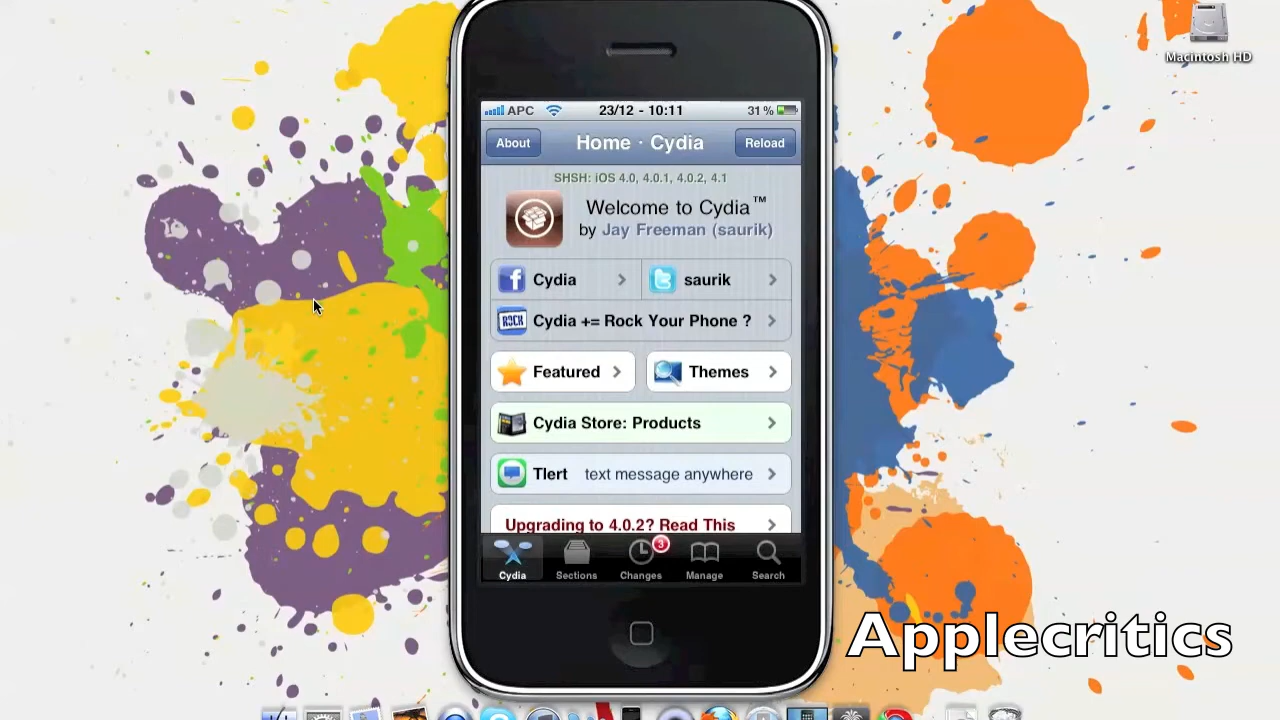 Macintosh HD
APC 23/12 - 10:11 31%
About Home · Cydia Reload
SHSH: iOS 4.0, 4.0.1, 4.0.2, 4.1
Welcome to Cydia™
by Jay Freeman (saurik)
Cydia saurik
ROCK Cydia += Rock Your Phone ?
Featured Themes
Cydia Store: Products
Tlert text message anywhere
Upgrading to 4.0.2? Read This
3
Cydia Sections Changes Manage Search
Applecritics